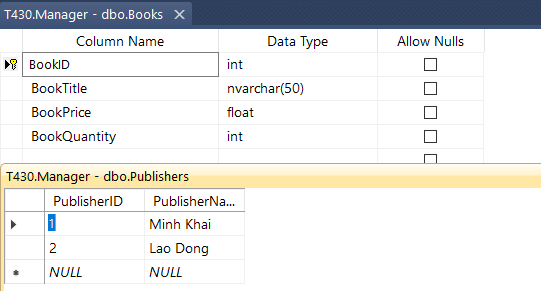 T430.Manager - dbo.Books
Column Name Data Type Allow Nulls
BookID int
BookTitle nvarchar(50)
BookPrice float
BookQuantity int
T430.Manager - dbo.Publishers
PublisherID PublisherNa...
1 Minh Khai
2 Lao Dong
NULL NULL